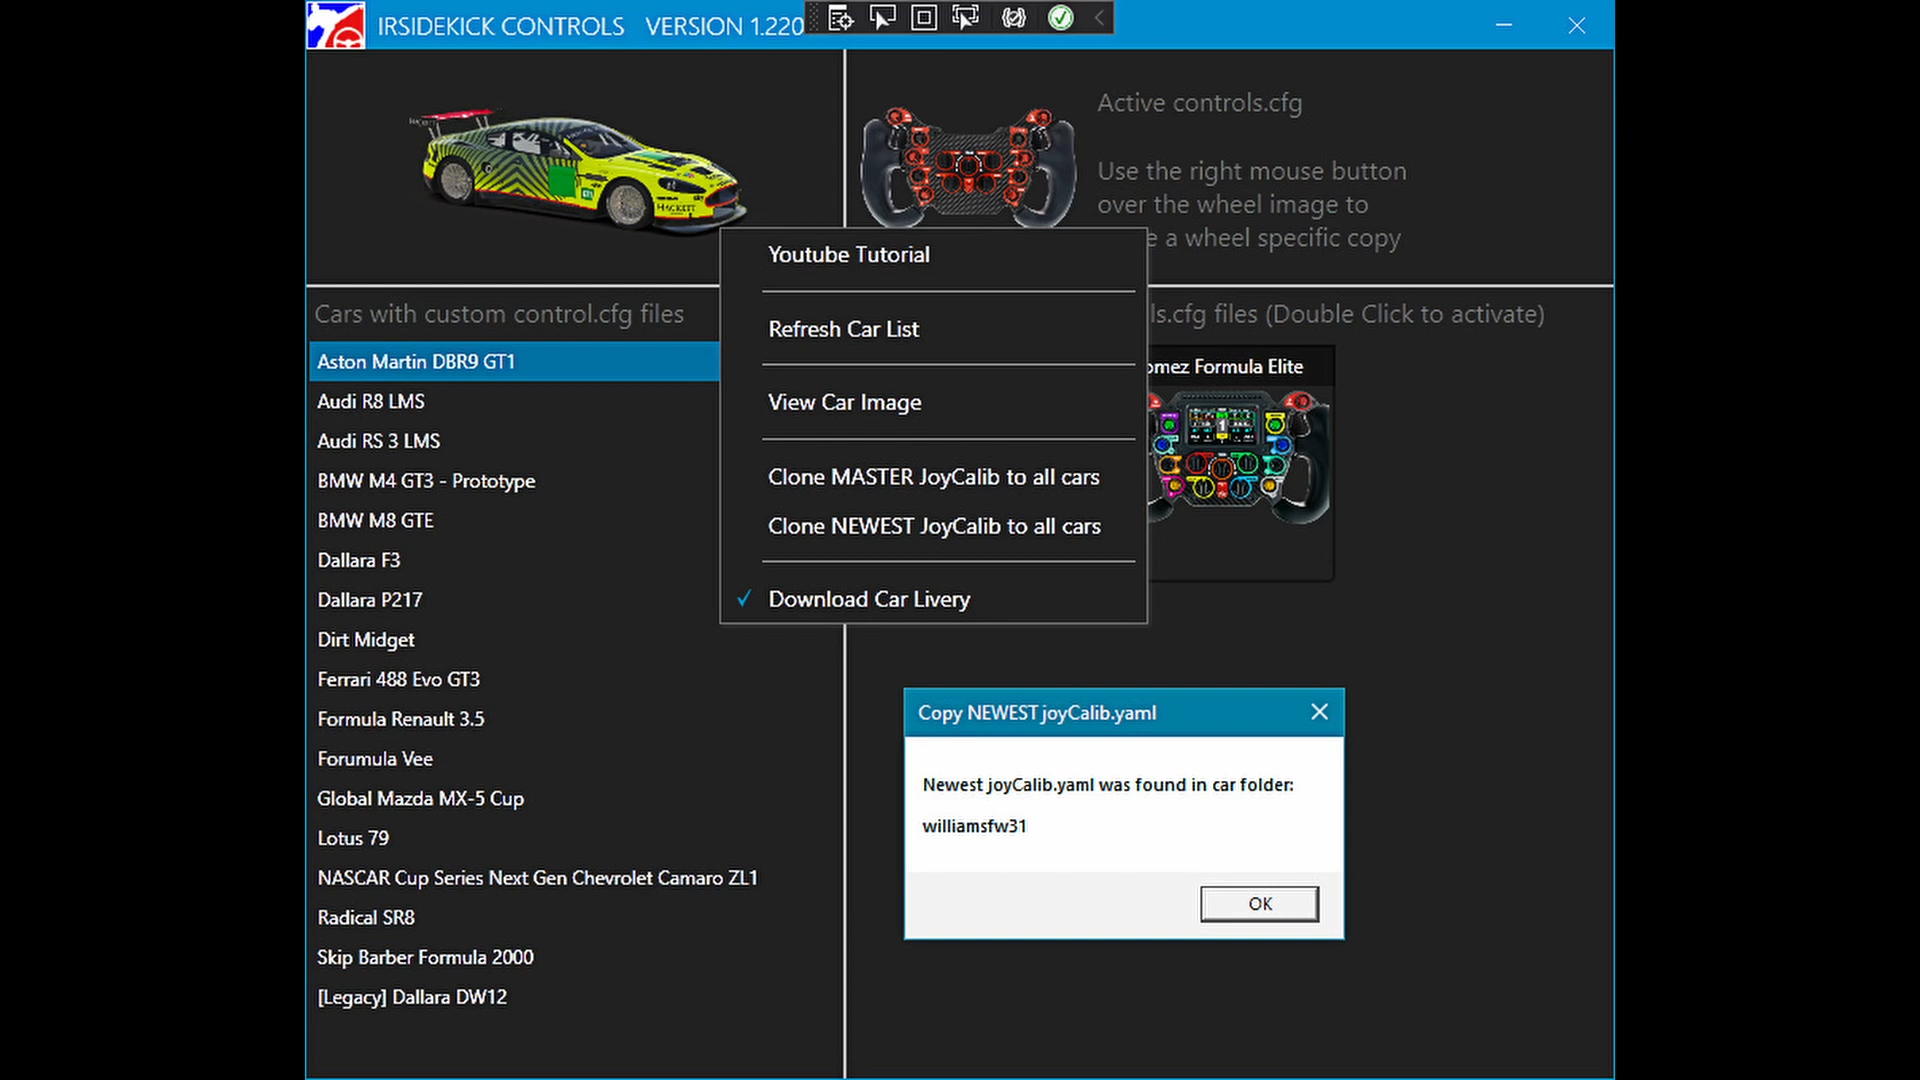 IRSIDEKICK CONTROLS VERSION 1.220
HACKETT
Active controls.cfg
Use the right mouse button
over the wheel image to
e a wheel specific copy
Youtube Tutorial
Refresh Car List
View Car Image
Clone MASTER JoyCalib to all cars
Clone NEWEST JoyCalib to all cars
✓ Download Car Livery
Cars with custom control.cfg files
Aston Martin DBR9 GT1
Audi R8 LMS
Audi RS 3 LMS
BMW M4 GT3 - Prototype
BMW M8 GTE
Dallara F3
Dallara P217
Dirt Midget
Ferrari 488 Evo GT3
Formula Renault 3.5
Forumula Vee
Global Mazda MX-5 Cup
Lotus 79
NASCAR Cup Series Next Gen Chevrolet Camaro ZL1
Radical SR8
Skip Barber Formula 2000
[Legacy] Dallara DW12
ls.cfg files (Double Click to activate)
omez Formula Elite
1
Copy NEWEST joyCalib.yaml
Newest joyCalib.yaml was found in car folder:
williamsfw31
OK